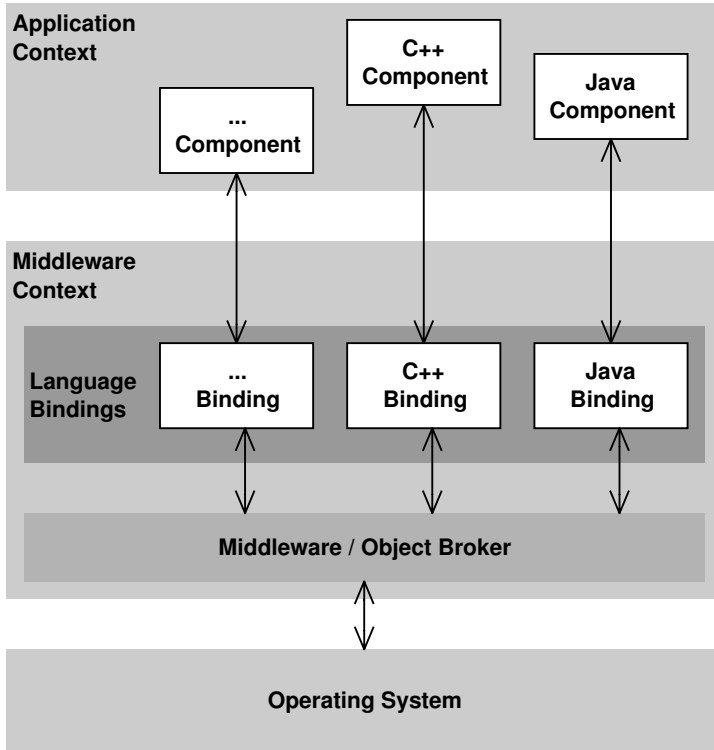 Application
Context
C++
Component
Java
Component
...
Component
Middleware
Context
Language
Bindings
...
Binding
C++
Binding
Java
Binding
Middleware / Object Broker
Operating System